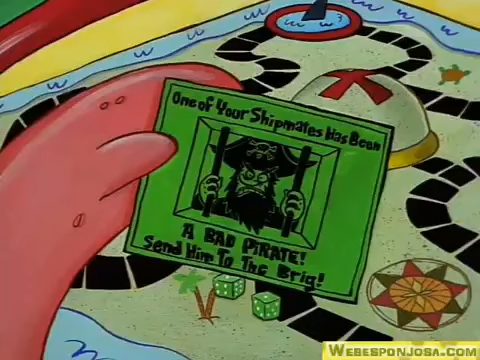 One of Your Shipmates Has Been
A BAD PIRATE!
Send Him To The Brig!
WEBESPONJOSA.COM